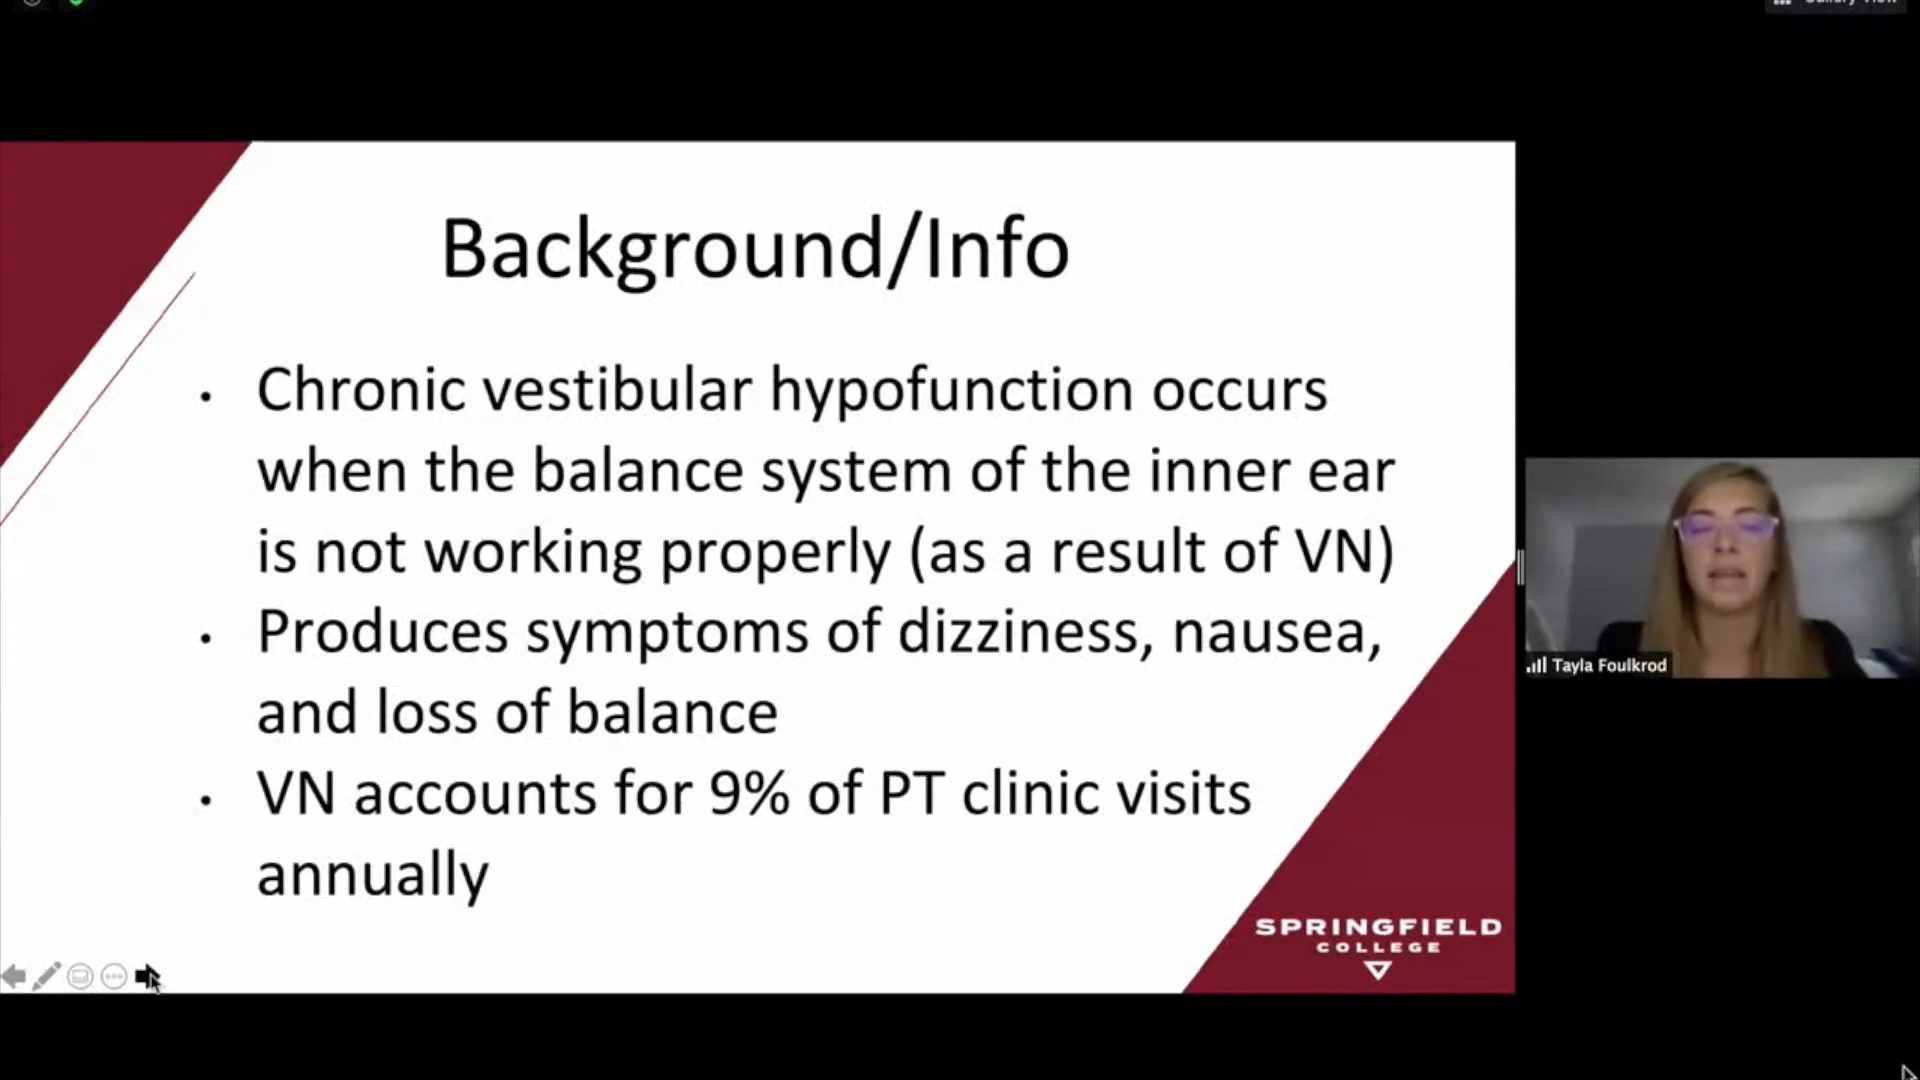 Background/Info
Chronic vestibular hypofunction occurs
when the balance system of the inner ear
is not working properly (as a result of VN)
Produces symptoms of dizziness, nausea,
and loss of balance
VN accounts for 9% of PT clinic visits
annually
SPRINGFIELD
COLLEGE
Tayla Foulkrod